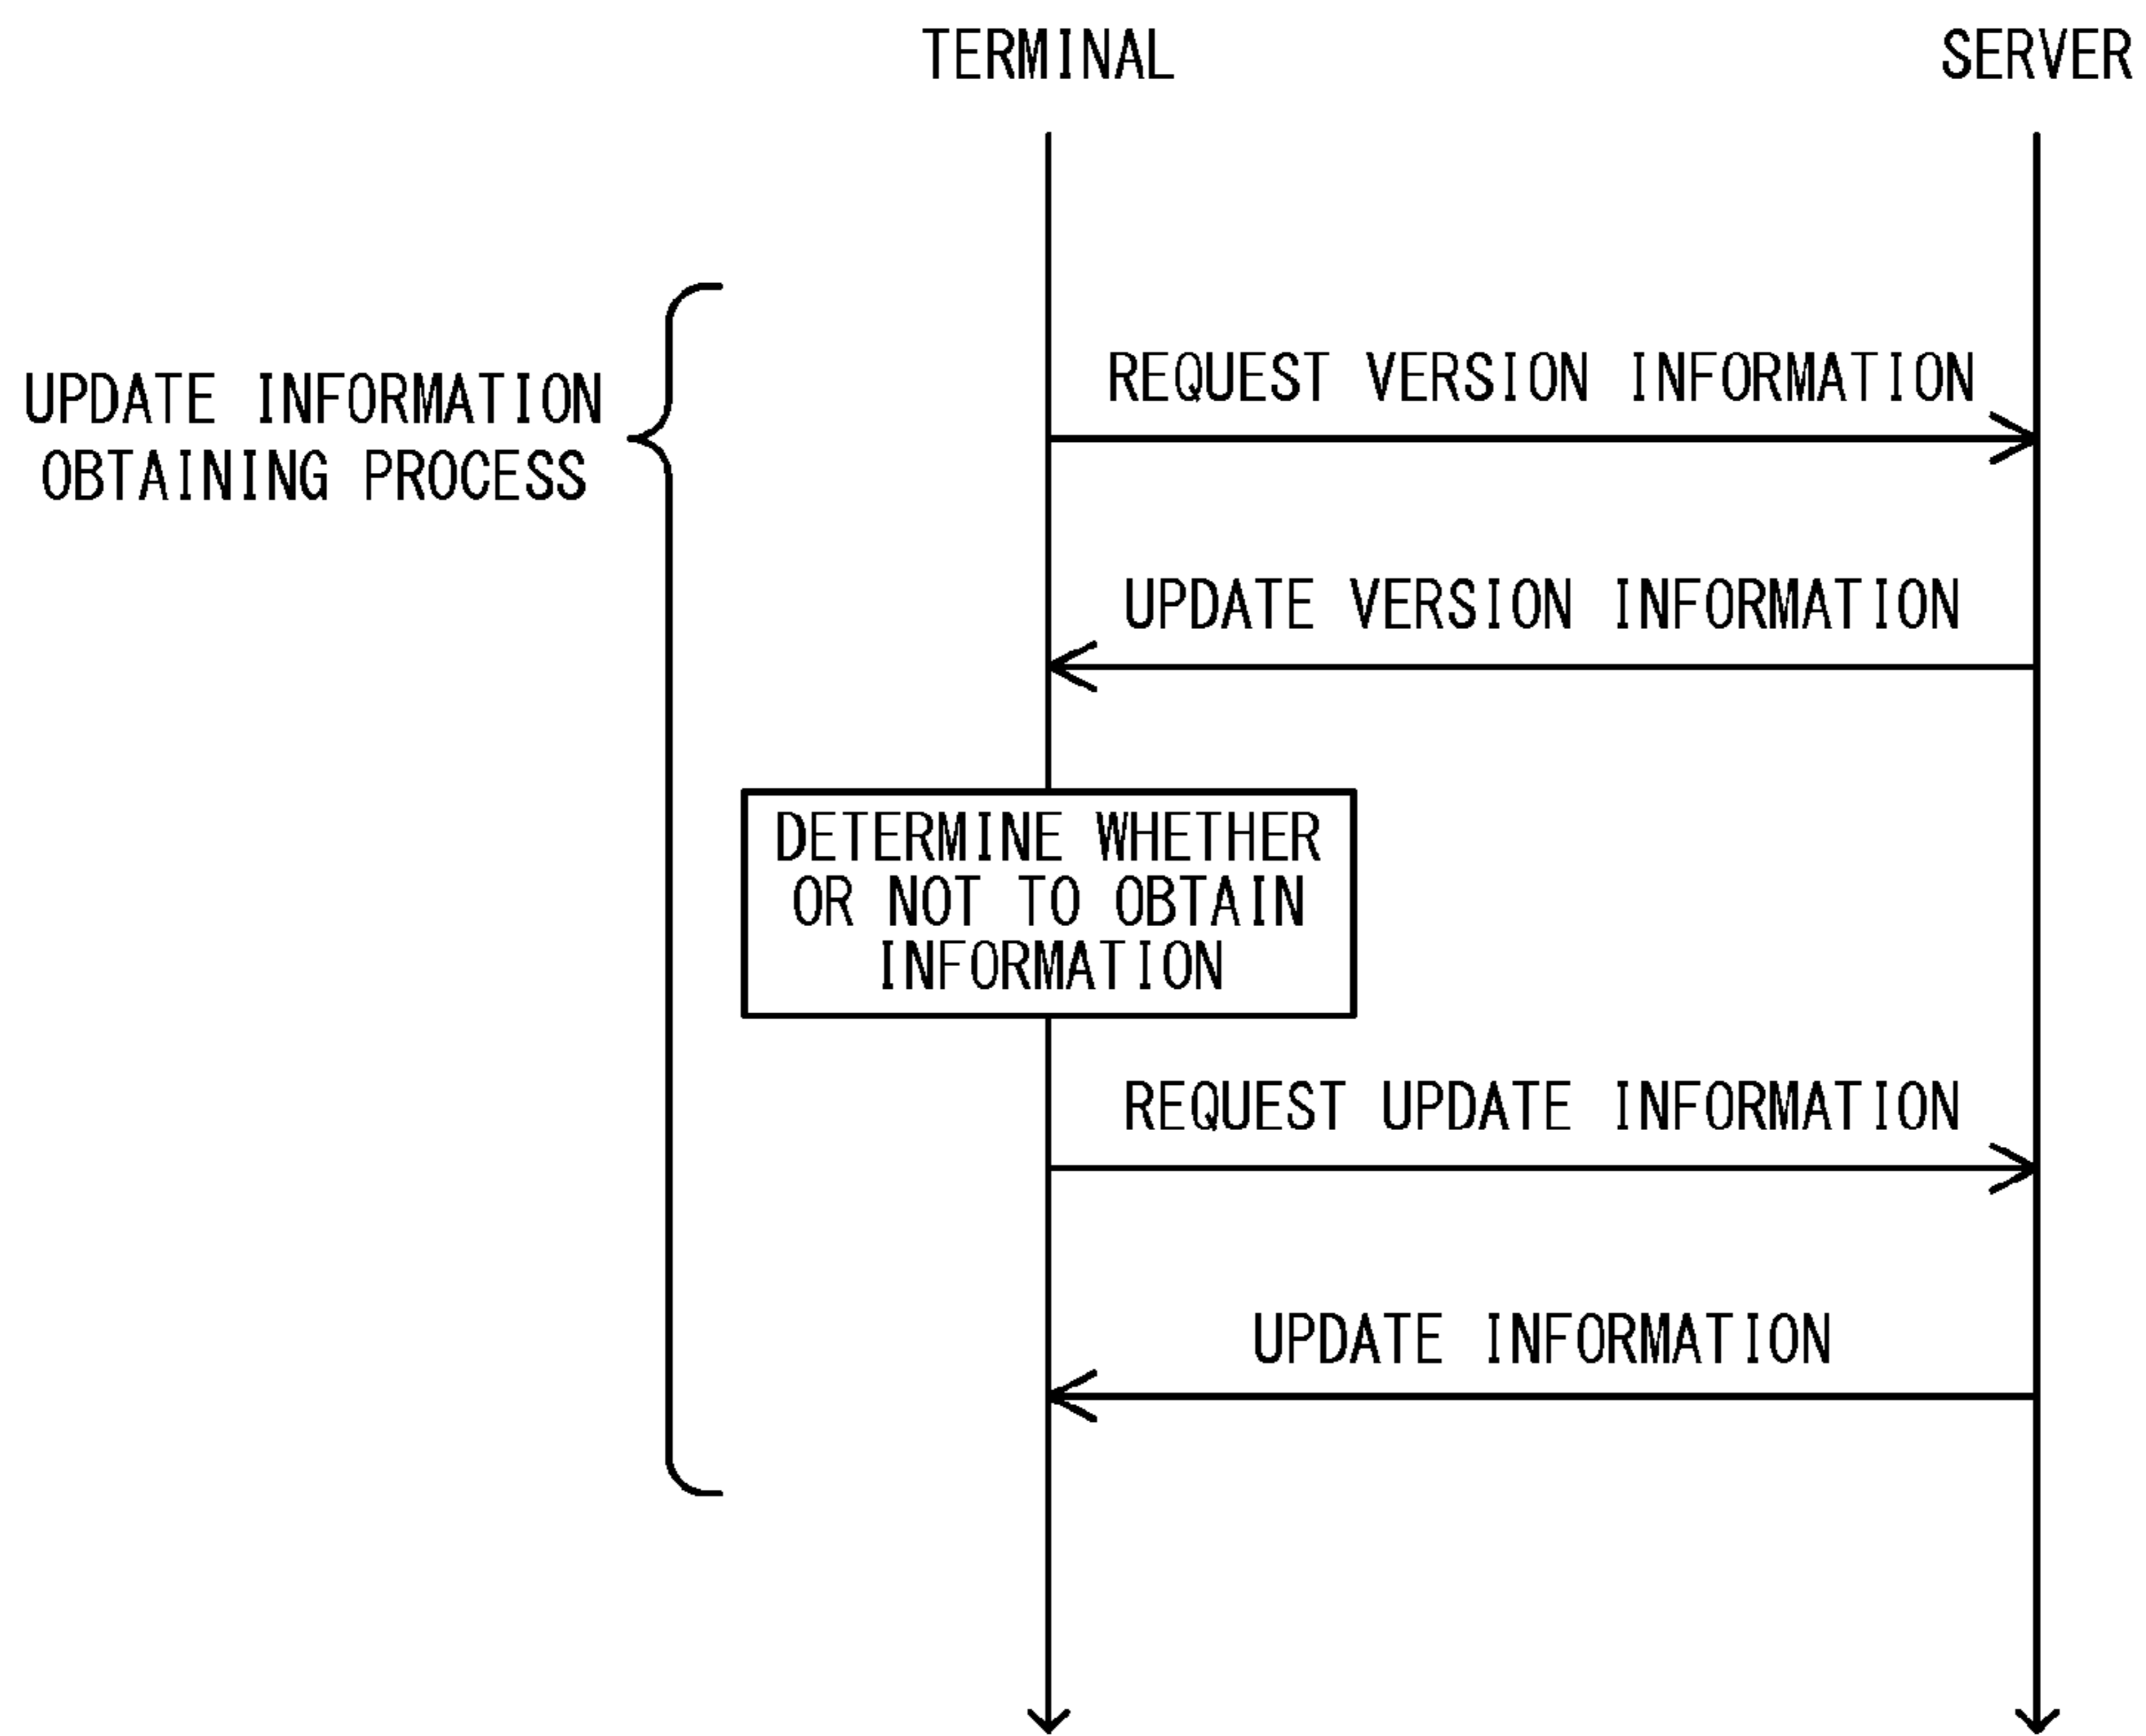 TERMINAL
SERVER
REQUEST VERSION INFORMATION
UPDATE INFORMATION
OBTAINING PROCESS
UPDATE VERSION INFORMATION
DETERMINE WHETHER
OR NOT TO OBTAIN
INFORMATION
REQUEST UPDATE INFORMATION
UPDATE INFORMATION